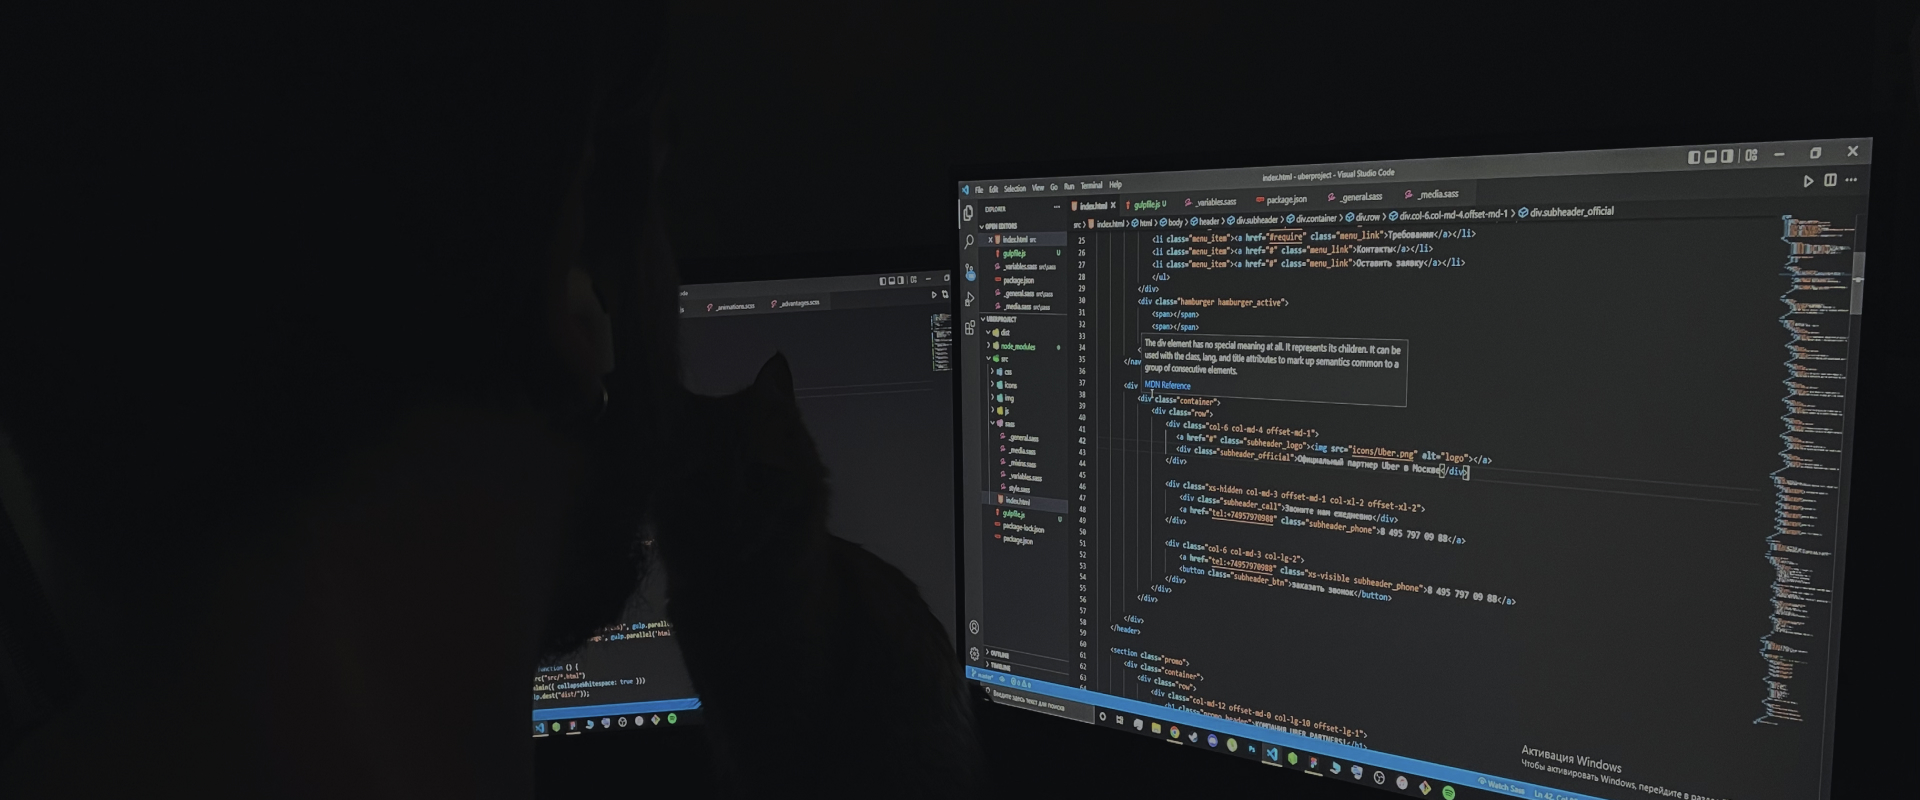 _animations.scss
_advantages.scss
gulp.parallel('html
function () {
rc("src/*.html")
lmin({ collapseWhitespace: true }))
lp.dest("dist/"));
File Edit Selection View Go Run Terminal Help
index.html - uberproject - Visual Studio Code
EXPLORER
OPEN EDITORS
index.html src
gulpfile.js U
_variables.sass src\sass
package.json
_general.sass src\sass
_media.sass src\sass
UBERPROJECT
dist
node_modules
src
css
icons
img
js
sass
_general.sass
_media.sass
_mixins.sass
_variables.sass
style.sass
index.html
gulpfile.js U
package-lock.json
package.json
OUTLINE
TIMELINE
index.html X gulpfile.js U _variables.sass package.json _general.sass _media.sass
src > index.html > html > body > header > div.subheader > div.container > div.row > div.col-6.col-md-4.offset-md-1 > div.subheader_official
25 <li class="menu_item"><a href="#require" class="menu_link">Требования</a></li>
26 <li class="menu_item"><a href="#" class="menu_link">Контакты</a></li>
27 <li class="menu_item"><a href="#" class="menu_link">Оставить заявку</a></li>
28 </ul>
29 </div>
30 <div class="hamburger hamburger_active">
31 <span></span>
32 <span></span>
33
34 <
35 </nav
36
37 <div
The div element has no special meaning at all. It represents its children. It can be
used with the class, lang, and title attributes to mark up semantics common to a
group of consecutive elements.
MDN Reference
38 <div class="container">
39 <div class="row">
40 <div class="col-6 col-md-4 offset-md-1">
41 <a href="#" class="subheader_logo"><img src="icons/Uber.png" alt="logo"></a>
42 <div class="subheader_official">Официальный партнер Uber в Москве</div>
43 </div>
44
45 <div class="xs-hidden col-md-3 offset-md-1 col-xl-2 offset-xl-2">
46 <div class="subheader_call">Звоните нам ежедневно</div>
47 <a href="tel:+74957970988" class="subheader_phone">8 495 797 09 88</a>
48 </div>
49
50
51 <div class="col-6 col-md-3 col-lg-2">
52 <a href="tel:+74957970988" class="xs-visible subheader_phone">8 495 797 09 88</a>
53 <button class="subheader_btn">заказать звонок</button>
54 </div>
55 </div>
56 </div>
57
58 </div>
59 </header>
60
61 <section class="promo">
62 <div class="container">
63 <div class="row">
64 <div class="col-md-12 offset-md-0 col-lg-10 offset-lg-1">
<h1 class="promo_header">КОМПАНИЯ UBER PARTNERS!</h1>
Watch Sass
Введите здесь текст для поиска
Активация Windows
Чтобы активировать Windows, перейдите в разде